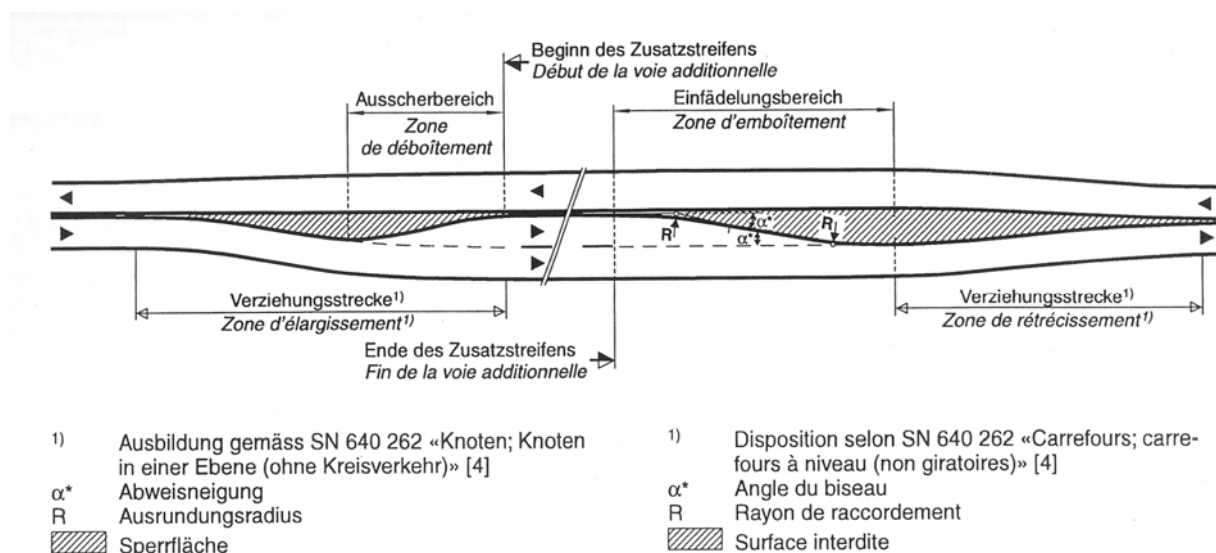 Beginn des Zusatzstreifens
Début de la voie additionnelle
Ausscherbereich
Zone
de déboîtement
Einfädelungsbereich
Zone d'emboîtement
R
α*
α*
R
Verziehungsstrecke1)
Zone d'élargissement1)
Verziehungsstrecke1)
Zone de rétrécissement1)
Ende des Zusatzstreifens
Fin de la voie additionnelle
1) Ausbildung gemäss SN 640 262 «Knoten; Knoten
in einer Ebene (ohne Kreisverkehr)» [4]
α* Abweisneigung
R Ausrundungsradius
Sperrfläche
1) Disposition selon SN 640 262 «Carrefours; carre-
fours à niveau (non giratoires)» [4]
α* Angle du biseau
R Rayon de raccordement
Surface interdite